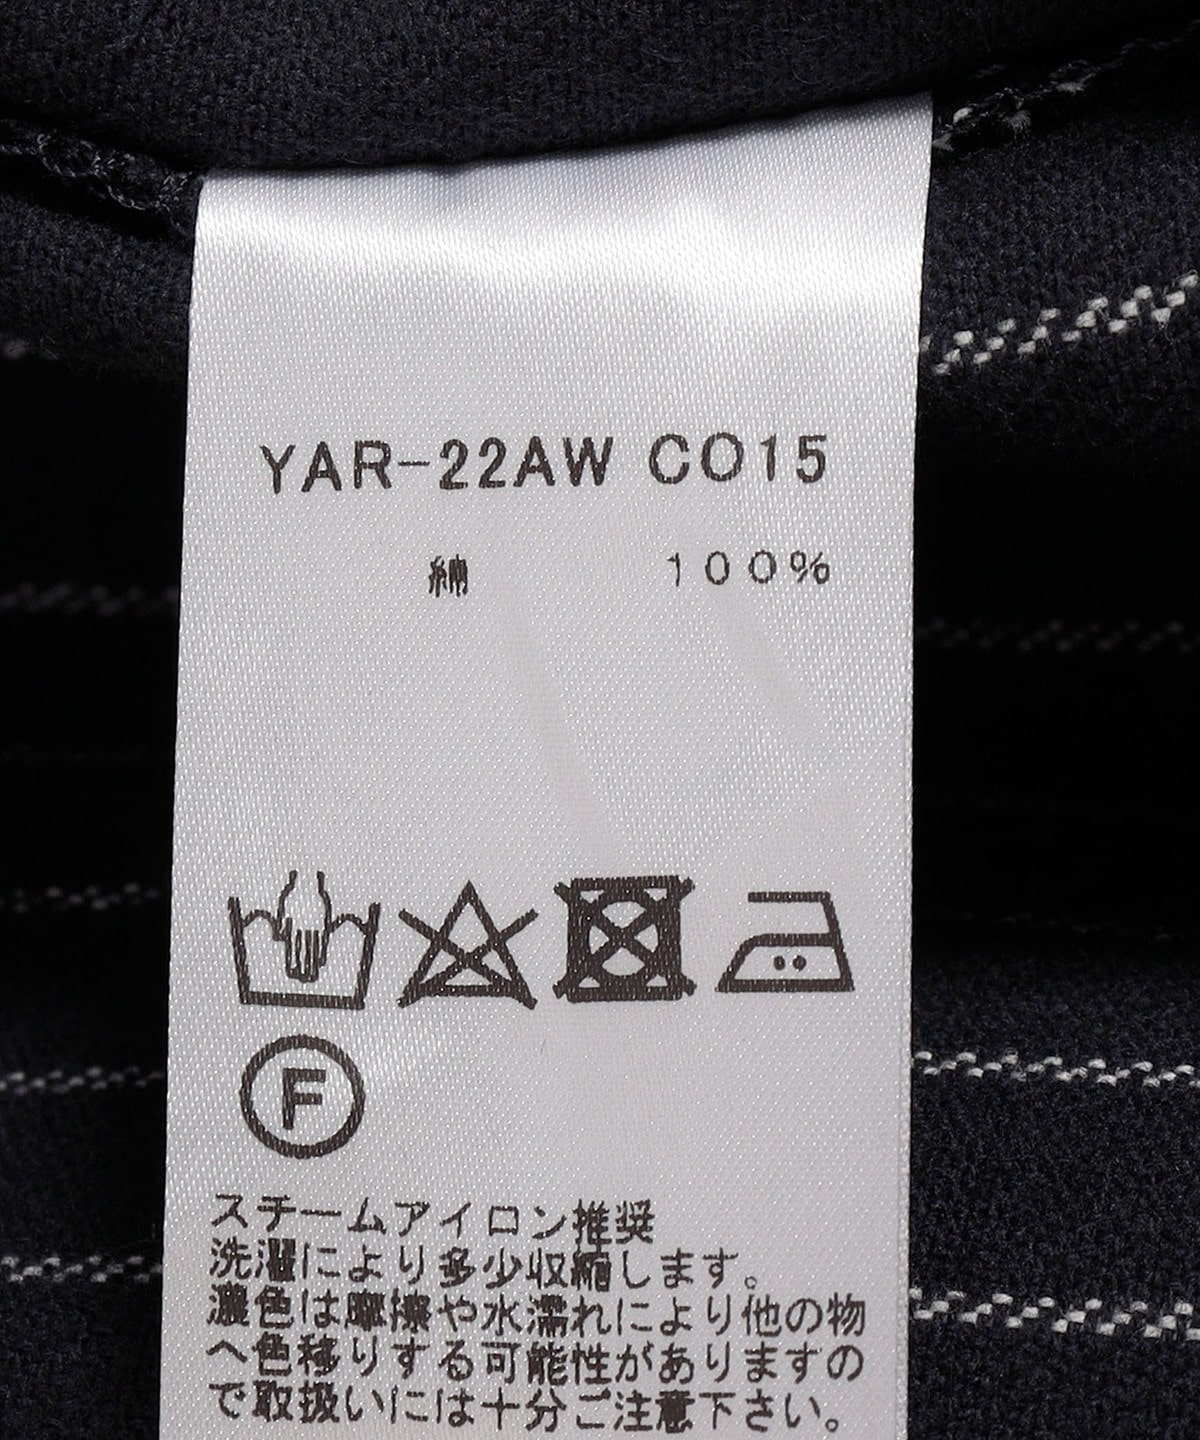 YAR-22AW CO15
綿 100%
F
スチームアイロン推奨
洗濯により多少収縮します。
濃色は摩擦や水濡れにより他の物
へ色移りする可能性がありますの
で取扱いには十分ご注意下さい。